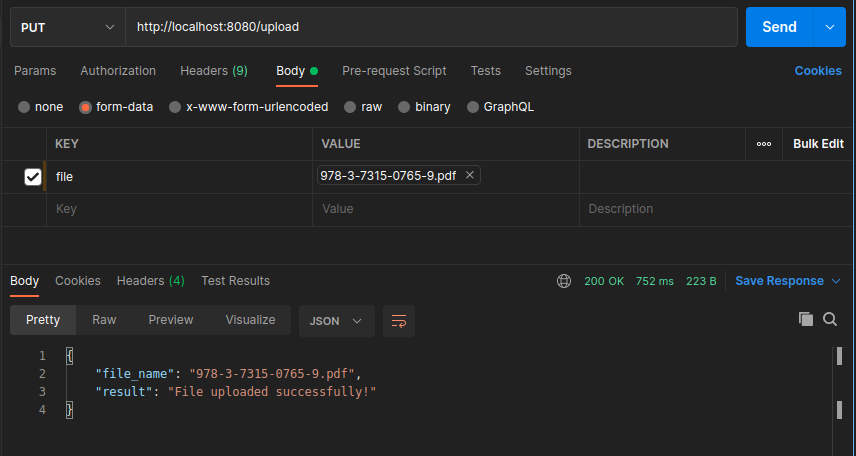 PUT http://localhost:8080/upload Send
Params Authorization Headers (9) Body Pre-request Script Tests Settings Cookies
none form-data x-www-form-urlencoded raw binary GraphQL
KEY VALUE DESCRIPTION ooo Bulk Edit
file 978-3-7315-0765-9.pdf ×
Key Value Description
Body Cookies Headers (4) Test Results 200 OK 752 ms 223 B Save Response
Pretty Raw Preview Visualize JSON
1 {
2 "file_name": "978-3-7315-0765-9.pdf",
3 "result": "File uploaded successfully!"
4 }